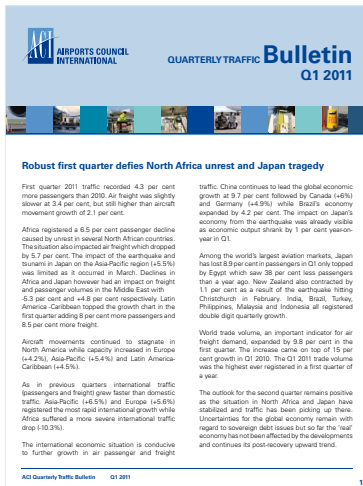 ACI
AIRPORTS COUNCIL
INTERNATIONAL
QUARTERLY TRAFFIC Bulletin
Q1 2011
Robust first quarter defies North Africa unrest and Japan tragedy
First quarter 2011 traffic recorded 4.3 per cent
more passengers than 2010. Air freight was slightly
slower at 3.4 per cent, but still higher than aircraft
movement growth of 2.1 per cent.
Africa registered a 6.5 per cent passenger decline
caused by unrest in several North African countries.
The situation also impacted air freight which dropped
by 5.7 per cent. The impact of the earthquake and
tsunami in Japan on the Asia-Pacific region (+5.5%)
was limited as it occurred in March. Declines in
Africa and Japan however had an impact on freight
and passenger volumes in the Middle East with
-5.3 per cent and +4.8 per cent respectively. Latin
America -Caribbean topped the growth chart in the
first quarter adding 8 per cent more passengers and
8.5 per cent more freight.
Aircraft movements continued to stagnate in
North America while capacity increased in Europe
(+4.2%), Asia-Pacific (+5.4%) and Latin America-
Caribbean (+4.5%).
As in previous quarters international traffic
(passengers and freight) grew faster than domestic
traffic. Asia-Pacific (+6.5%) and Europe (+5.6%)
registered the most rapid international growth while
Africa suffered a more severe international traffic
drop (-10.3%).
The international economic situation is conducive
to further growth in air passenger and freight
traffic. China continues to lead the global economic
growth at 9.7 per cent followed by Canada (+6%)
and Germany (+4.9%) while Brazil's economy
expanded by 4.2 per cent. The impact on Japan's
economy from the earthquake was already visible
as economic output shrank by 1 per cent year-on-
year in Q1.
Among the world's largest aviation markets, Japan
has lost 8.9 per cent in passengers in Q1 only topped
by Egypt which saw 38 per cent less passengers
than a year ago. New Zealand also contracted by
1.1 per cent as a result of the earthquake hitting
Christchurch in February. India, Brazil, Turkey,
Philippines, Malaysia and Indonesia all registered
double digit quarterly growth.
World trade volume, an important indicator for air
freight demand, expanded by 9.8 per cent in the
first quarter. The increase came on top of 15 per
cent growth in Q1 2010. The Q1 2011 trade volume
was the highest ever registered in a first quarter of
a year.
The outlook for the second quarter remains positive
as the situation in North Africa and Japan have
stabilized and traffic has been picking up there.
Uncertainties for the global economy remain with
regard to sovereign debt issues but so far the 'real'
economy has not been affected by the developments
and continues its post-recovery upward trend.
ACI Quarterly Traffic Bulletin Q1 2011
1